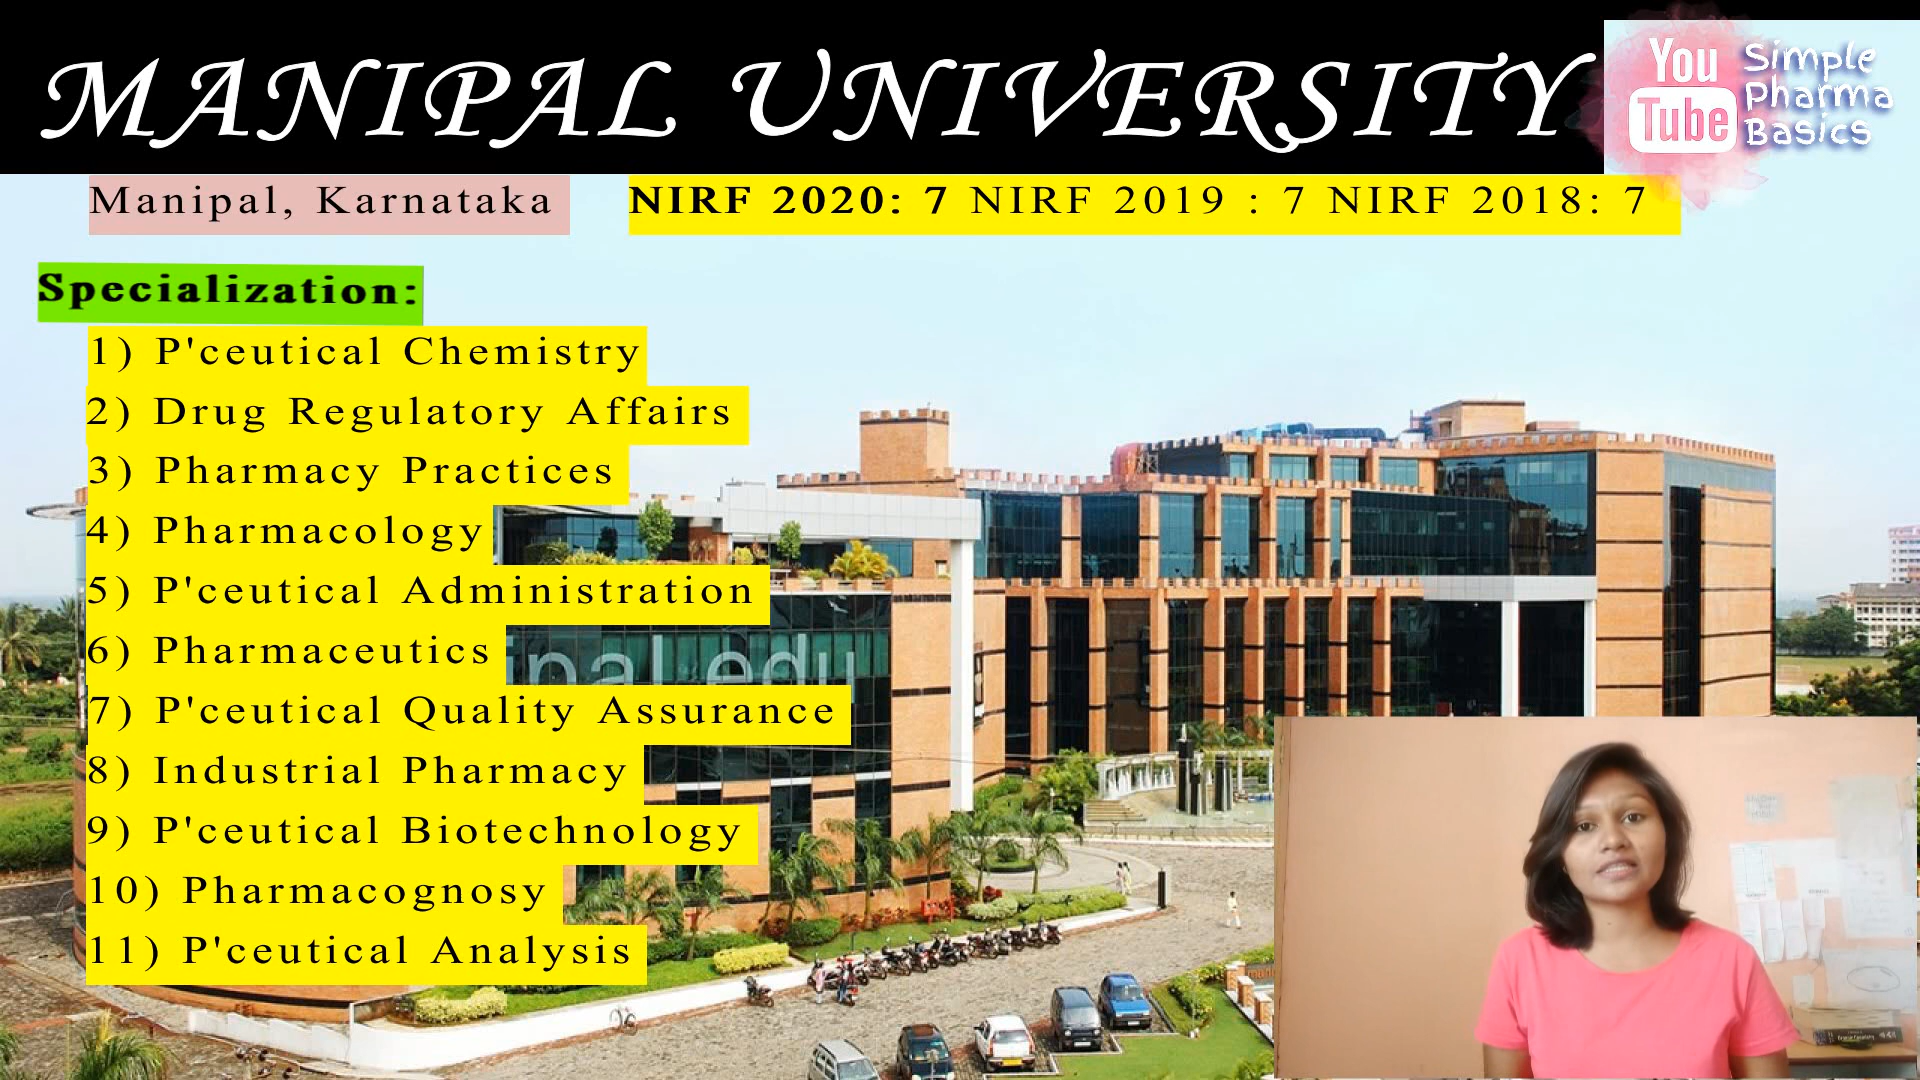 MANIPAL UNIVERSITY
You Tube
Simple Pharma Basics
Manipal, Karnataka
NIRF 2020: 7 NIRF 2019 : 7 NIRF 2018: 7
Specialization:
1) P'ceutical Chemistry
2) Drug Regulatory Affairs
3) Pharmacy Practices
4) Pharmacology
5) P'ceutical Administration
6) Pharmaceutics
7) P'ceutical Quality Assurance
8) Industrial Pharmacy
9) P'ceutical Biotechnology
10) Pharmacognosy
11) P'ceutical Analysis
ipal.edu